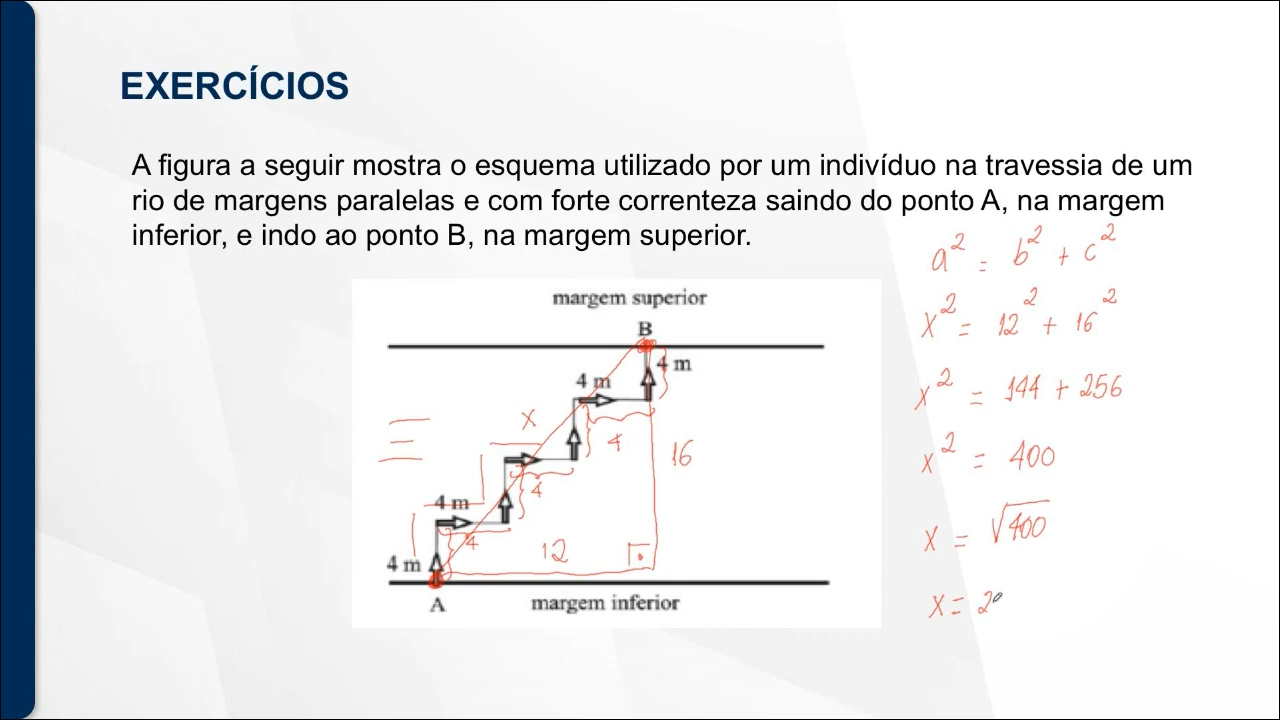 EXERCÍCIOS
A figura a seguir mostra o esquema utilizado por um indivíduo na travessia de um
rio de margens paralelas e com forte correnteza saindo do ponto A, na margem
inferior, e indo ao ponto B, na margem superior.
a² = b² + c²
margem superior
x² = 12² + 16²
B
4 m
4 m
x² = 144 + 256
x
4
16
x² = 400
4
4 m
x = √400
4
12
4 m
A
margem inferior
x = 20